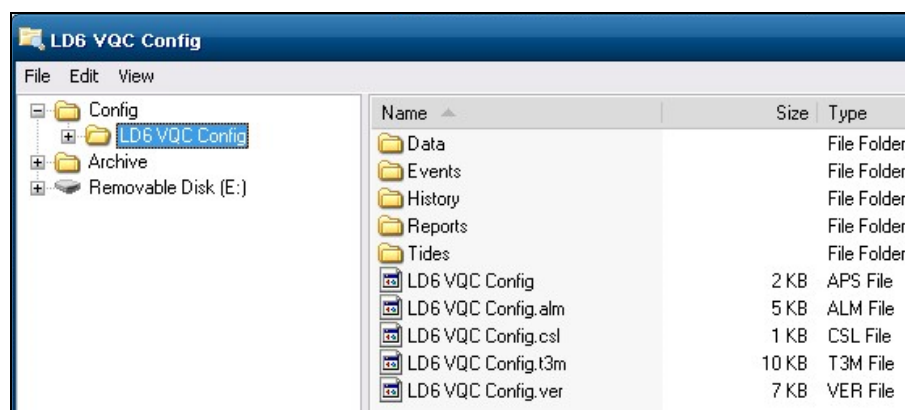 LD6 VQC Config
File Edit View
Config
LD6 VQC Config
Archive
Removable Disk (E:)
Name Size Type
Data File Folder
Events File Folder
History File Folder
Reports File Folder
Tides File Folder
LD6 VQC Config 2 KB APS File
LD6 VQC Config.alm 5 KB ALM File
LD6 VQC Config.csl 1 KB CSL File
LD6 VQC Config.t3m 10 KB T3M File
LD6 VQC Config.ver 7 KB VER File